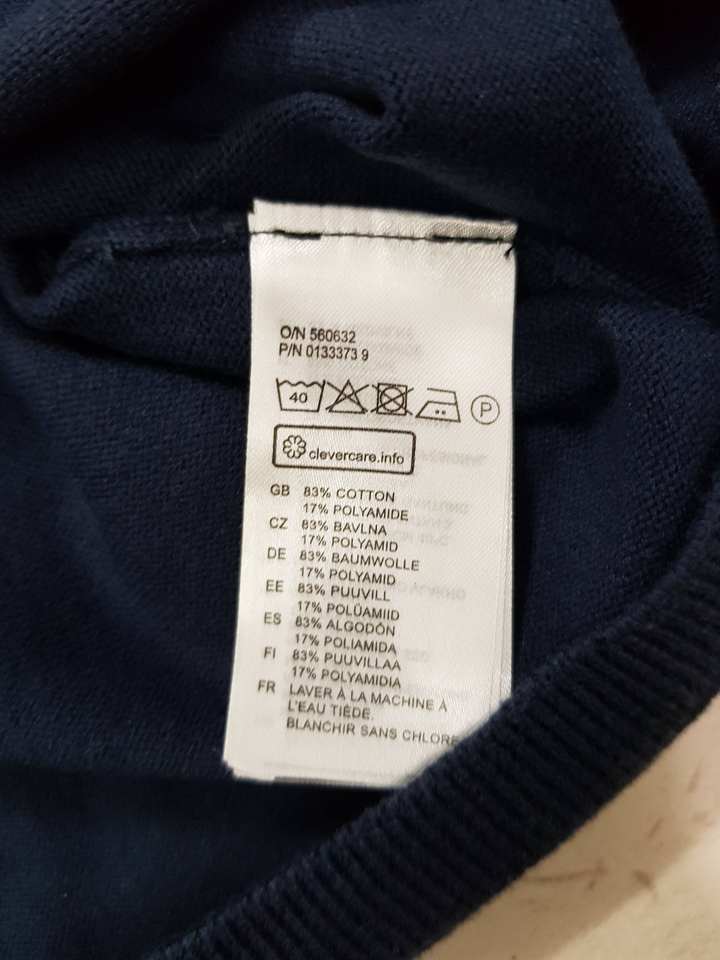 O/N 560632
P/N 0133373 9
40
P
clevercare.info
GB 83% COTTON
17% POLYAMIDE
CZ 83% BAVLNA
17% POLYAMID
DE 83% BAUMWOLLE
17% POLYAMID
EE 83% PUUVILL
17% POLÜAMIID
ES 83% ALGODÓN
17% POLIAMIDA
FI 83% PUUVILLAA
17% POLYAMIDIA
FR LAVER À LA MACHINE À
L'EAU TIÈDE.
BLANCHIR SANS CHLORE